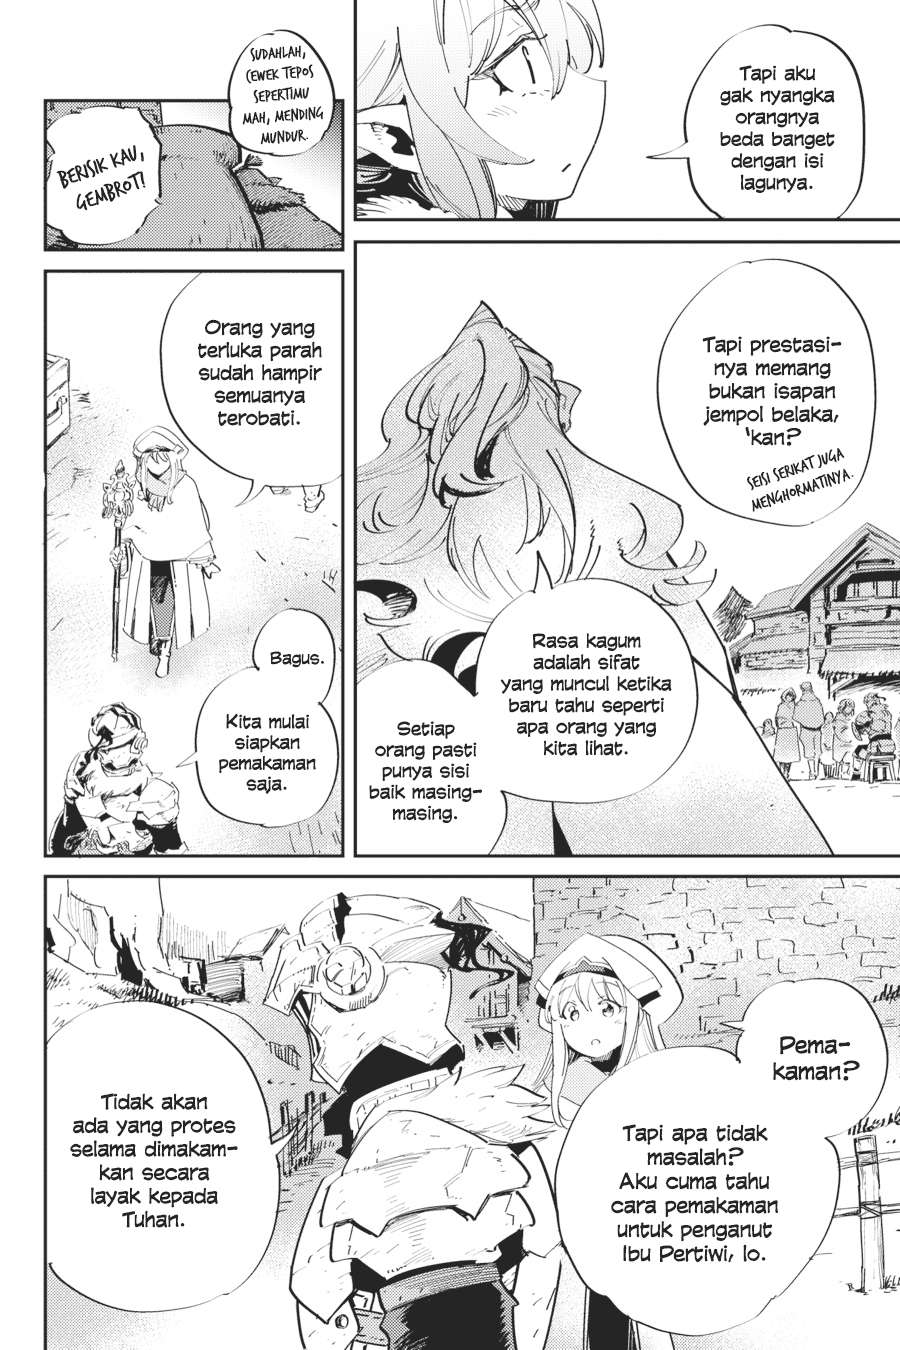 Tapi aku
gak nyangka
orangnya
beda banget
dengan isi
lagunya.
SUDAHLAH,
CEWEK TEPOS
SEPERTIMU
MAH, MENDING
MUNDUR.
BERISIK KAU,
GEMBROT!
Tapi prestasi-
nya memang
bukan isapan
jempol belaka,
'kan?
SEISI SERIKAT JUGA
MENGHORMATINYA.
Rasa kagum
adalah sifat
yang muncul ketika
baru tahu seperti
apa orang yang
kita lihat.
Setiap
orang pasti
punya sisi
baik masing-
masing.
Orang yang
terluka parah
sudah hampir
semuanya
terobati.
Bagus.
Kita mulai
siapkan
pemakaman
saja.
Pema-
kaman?
Tapi apa tidak
masalah?
Aku cuma tahu
cara pemakaman
untuk penganut
Ibu Pertiwi, lo.
Tidak akan
ada yang protes
selama dimakam-
kan secara
layak kepada
Tuhan.